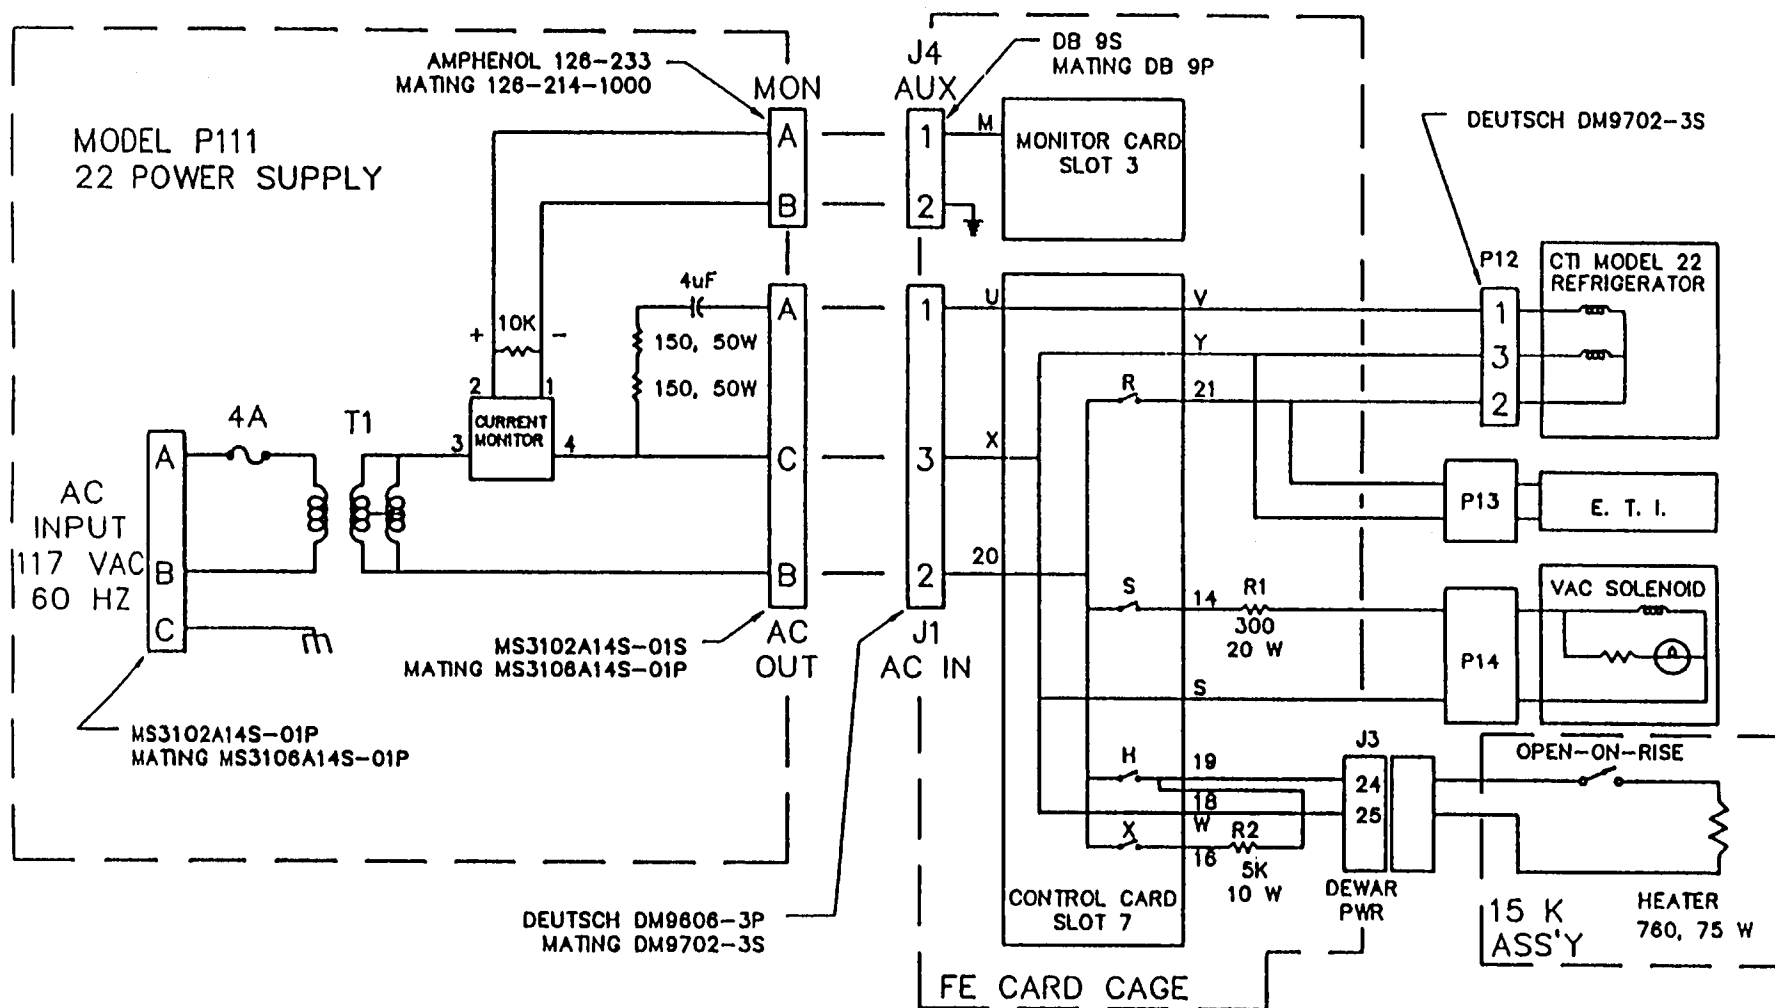 MODEL P111
22 POWER SUPPLY
AMPHENOL 126-233
MATING 126-214-1000
MON
A
B
J4
AUX
1
2
DB 9S
MATING DB 9P
M
MONITOR CARD
SLOT 3
DEUTSCH DM9702-3S
P12
1
3
2
CTI MODEL 22
REFRIGERATOR
4uF
150, 50W
150, 50W
+
10K
-
2
1
CURRENT
MONITOR
3
4
4A
T1
AC
INPUT
117 VAC
60 HZ
A
B
C
A
C
B
AC
OUT
1
3
2
J1
AC IN
U
X
20
V
Y
R
21
P13
E. T. I.
S
14
R1
300
20 W
S
P14
VAC SOLENOID
MS3102A14S-01S
MATING MS3106A14S-01P
MS3102A14S-01P
MATING MS3106A14S-01P
H
19
18
W
X
16
R2
5K
10 W
J3
24
25
DEWAR
PWR
OPEN-ON-RISE
HEATER
760, 75 W
15 K
ASS'Y
CONTROL CARD
SLOT 7
DEUTSCH DM9606-3P
MATING DM9702-3S
FE CARD CAGE